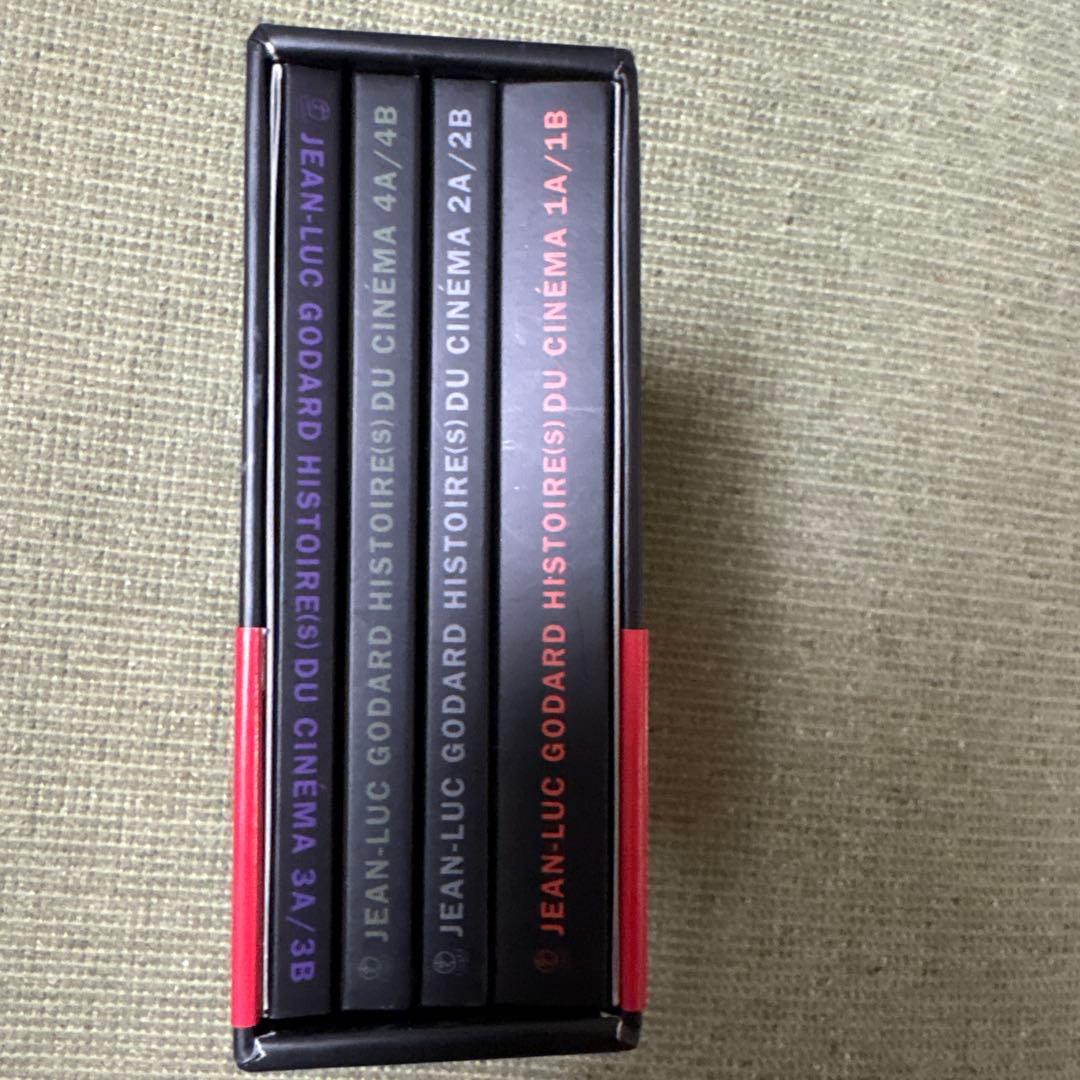 JEAN-LUC GODARD HISTOIRE(S) DU CINÉMA 3A/3B
JEAN-LUC GODARD HISTOIRE(S) DU CINÉMA 4A/4B
JEAN-LUC GODARD HISTOIRE(S) DU CINÉMA 2A/2B
JEAN-LUC GODARD HISTOIRE(S) DU CINÉMA 1A/1B